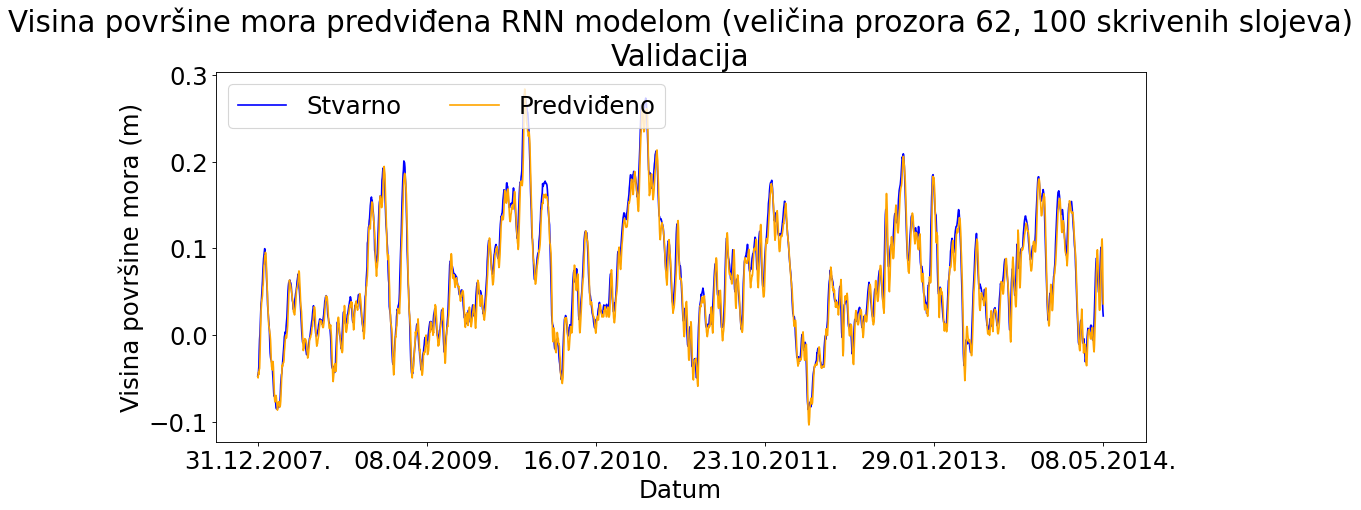 Visina površine mora predviđena RNN modelom (veličina prozora 62, 100 skrivenih slojeva)
Validacija
Stvarno
Predviđeno
Visina površine mora (m)
0.3
0.2
0.1
0.0
−0.1
31.12.2007.
08.04.2009.
16.07.2010.
23.10.2011.
29.01.2013.
08.05.2014.
Datum